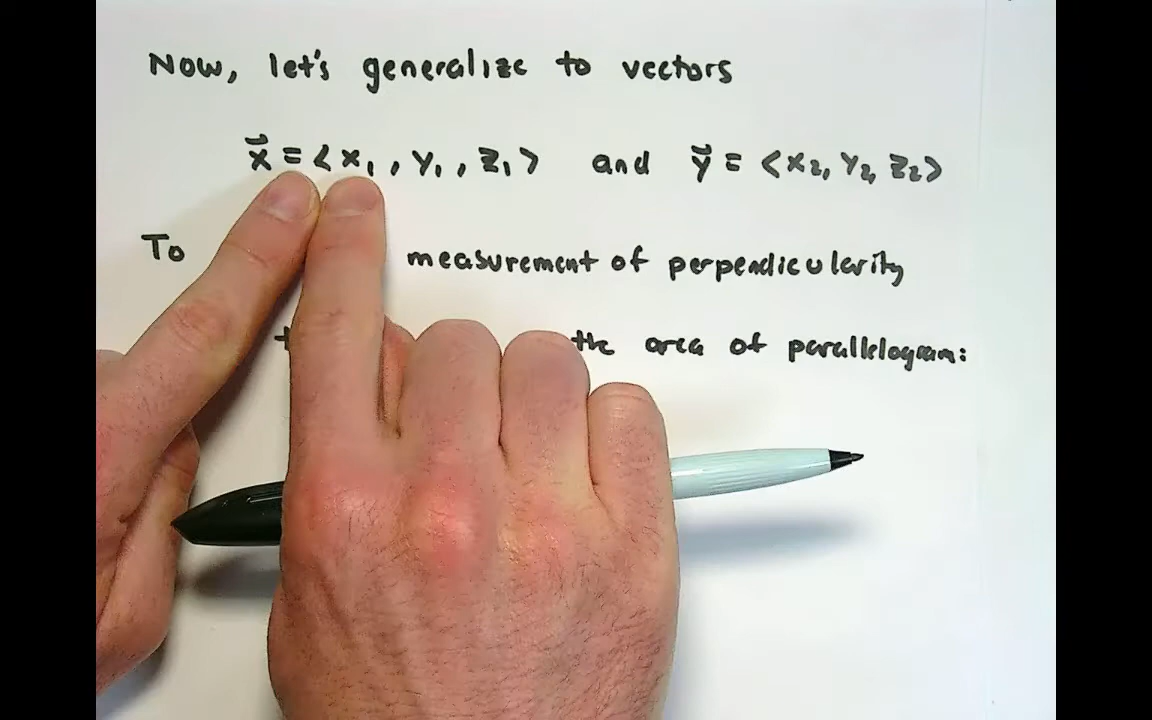 Now, let's generalize to vectors
x⃗ = <x₁, y₁, z₁> and y⃗ = <x₂, y₂, z₂>
To measurement of perpendicularity
the area of parallelogram: